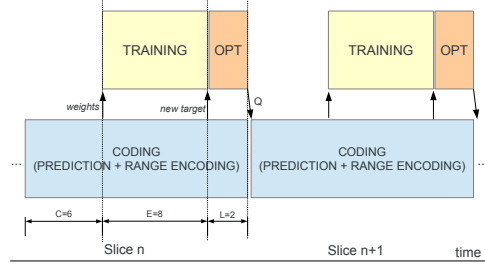 TRAINING OPT TRAINING OPT
weights new target Q
CODING CODING
(PREDICTION + RANGE ENCODING) (PREDICTION + RANGE ENCODING)
... ...
C=6 E=8 L=2
Slice n Slice n+1 time